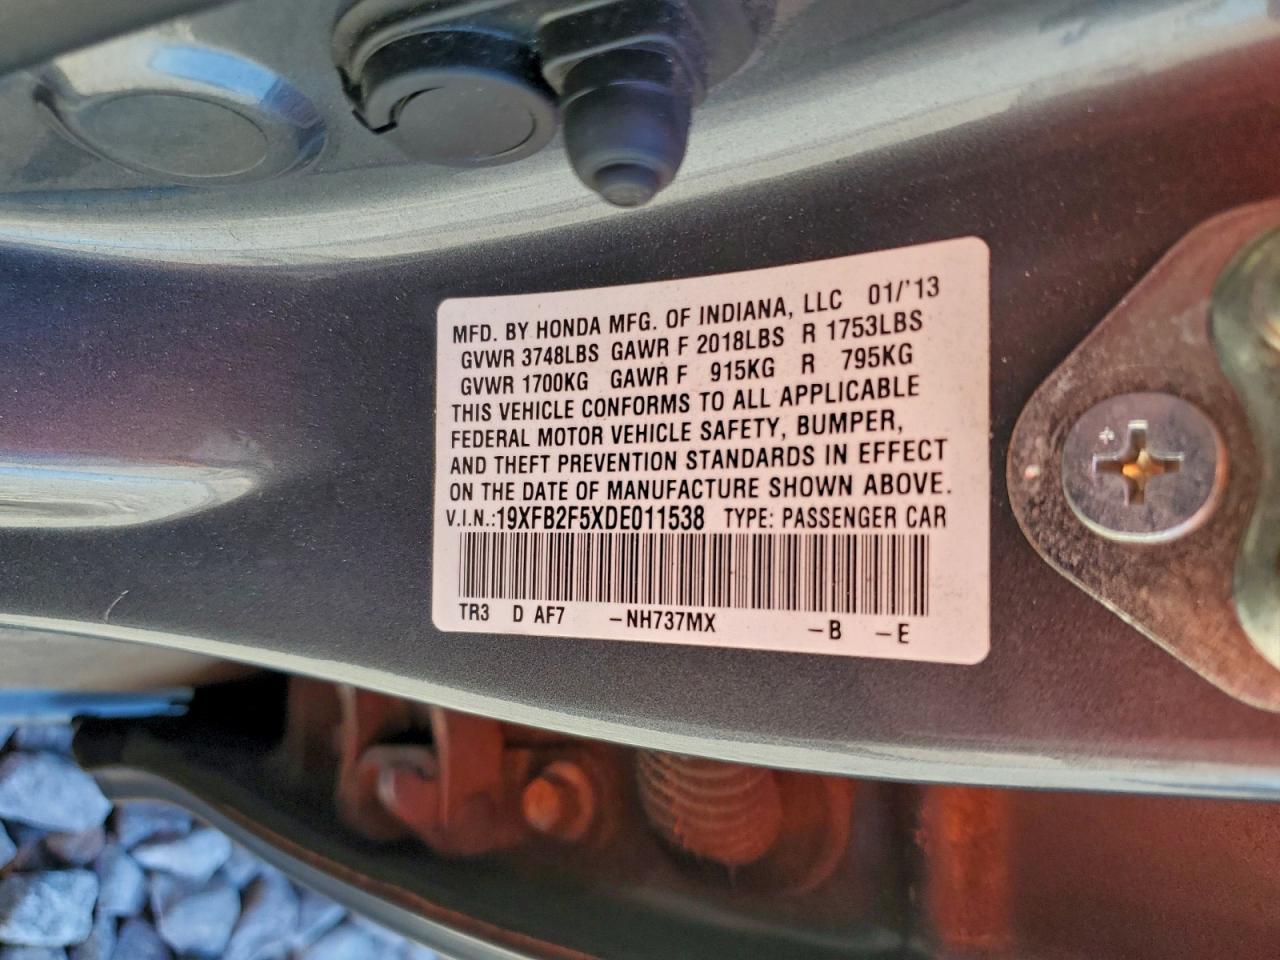 MFD. BY HONDA MFG. OF INDIANA, LLC 01/'13
GVWR 3748LBS GAWR F 2018LBS R 1753LBS
GVWR 1700KG GAWR F 915KG R 795KG
THIS VEHICLE CONFORMS TO ALL APPLICABLE
FEDERAL MOTOR VEHICLE SAFETY, BUMPER,
AND THEFT PREVENTION STANDARDS IN EFFECT
ON THE DATE OF MANUFACTURE SHOWN ABOVE.
V.I.N.:19XFB2F5XDE011538 TYPE: PASSENGER CAR
TR3 D AF7 -NH737MX -B -E